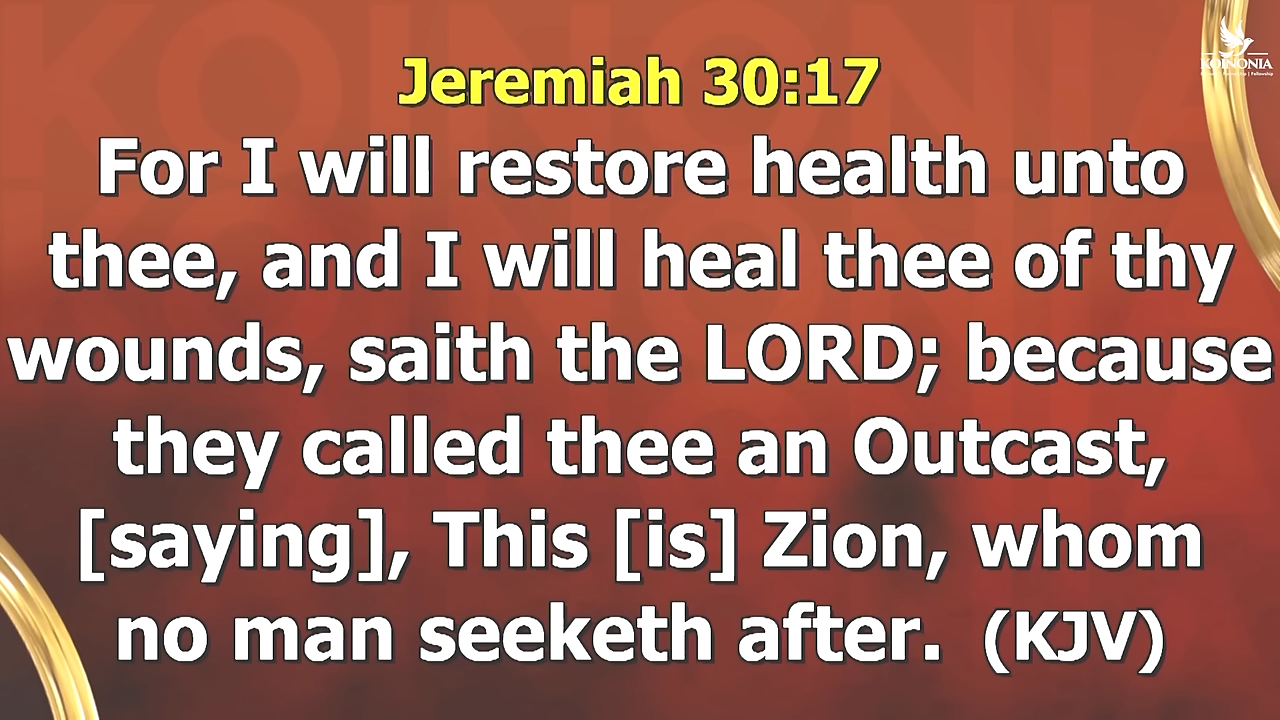 KOINONIA
Jeremiah 30:17
For I will restore health unto
thee, and I will heal thee of thy
wounds, saith the LORD; because
they called thee an Outcast,
[saying], This [is] Zion, whom
no man seeketh after. (KJV)